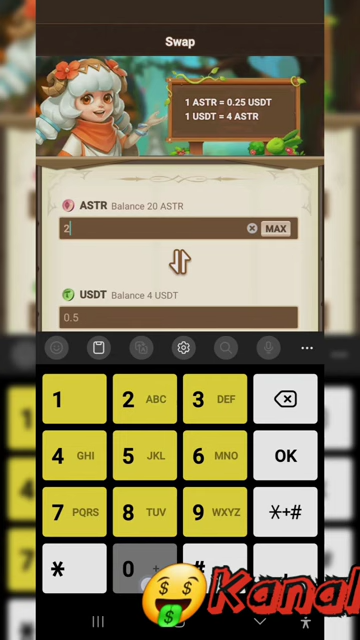 Swap
1 ASTR = 0.25 USDT
1 USDT = 4 ASTR
ASTR Balance 20 ASTR
2
MAX
USDT Balance 4 USDT
0.5
1
2 ABC
3 DEF
4 GHI
5 JKL
6 MNO
OK
7 PQRS
8 TUV
9 WXYZ
*+#
*
0 +
#
Kanal